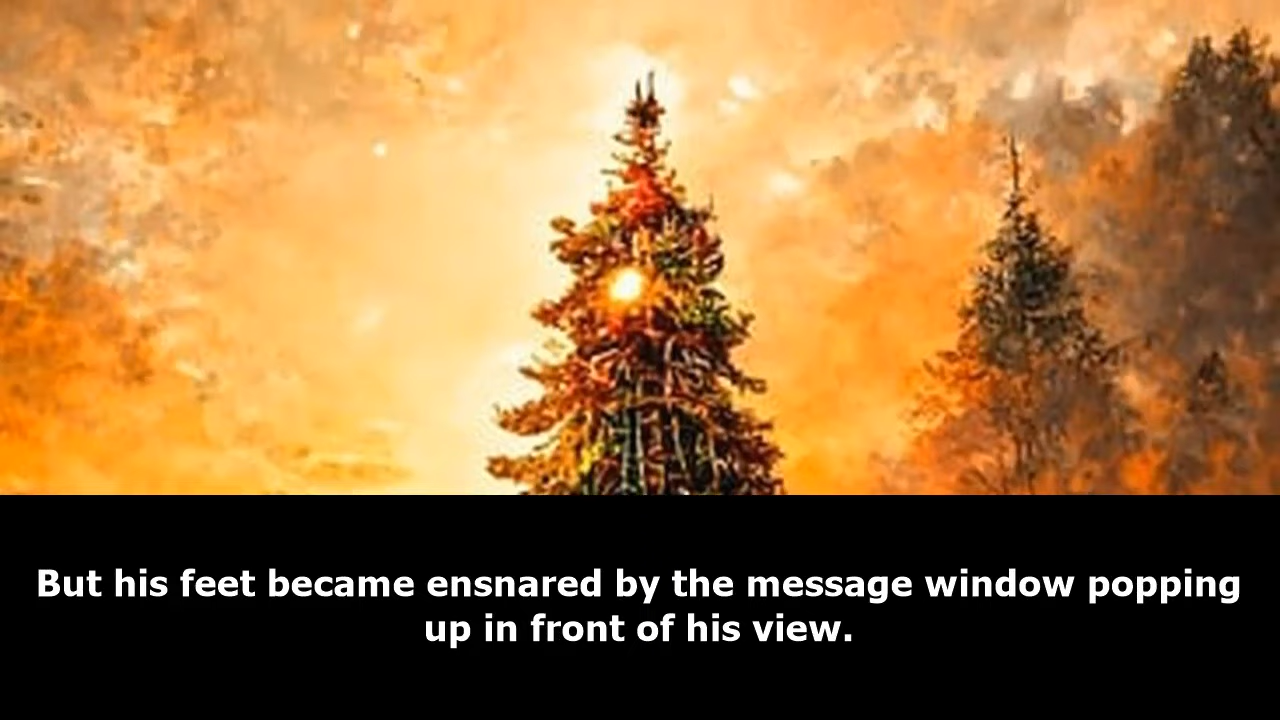 But his feet became ensnared by the message window popping
up in front of his view.